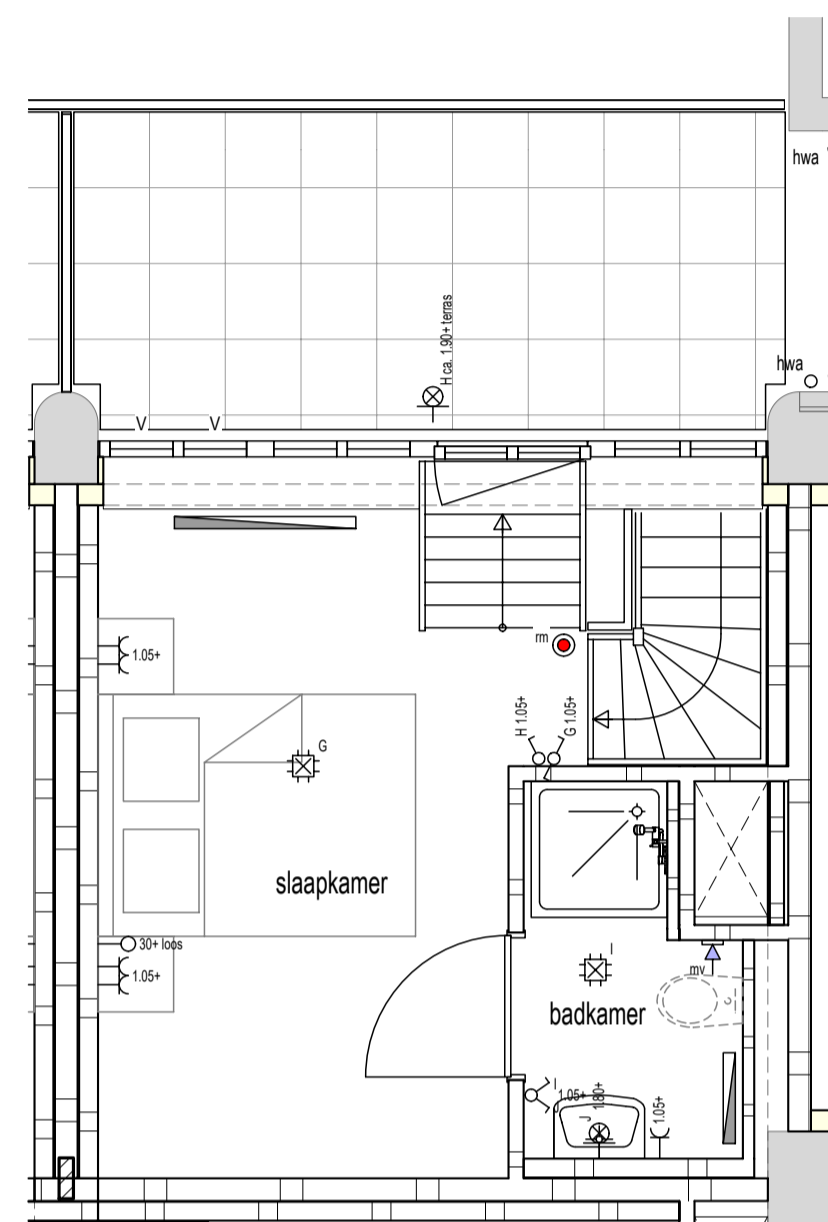 hwa
H ca. 1.90+ terras
hwa
V
V
rm
1.05+
H 1.05+
G 1.05+
G
slaapkamer
30+ loos
1.05+
I
mv
badkamer
I
J
1.05+
J 1.80+
1.05+